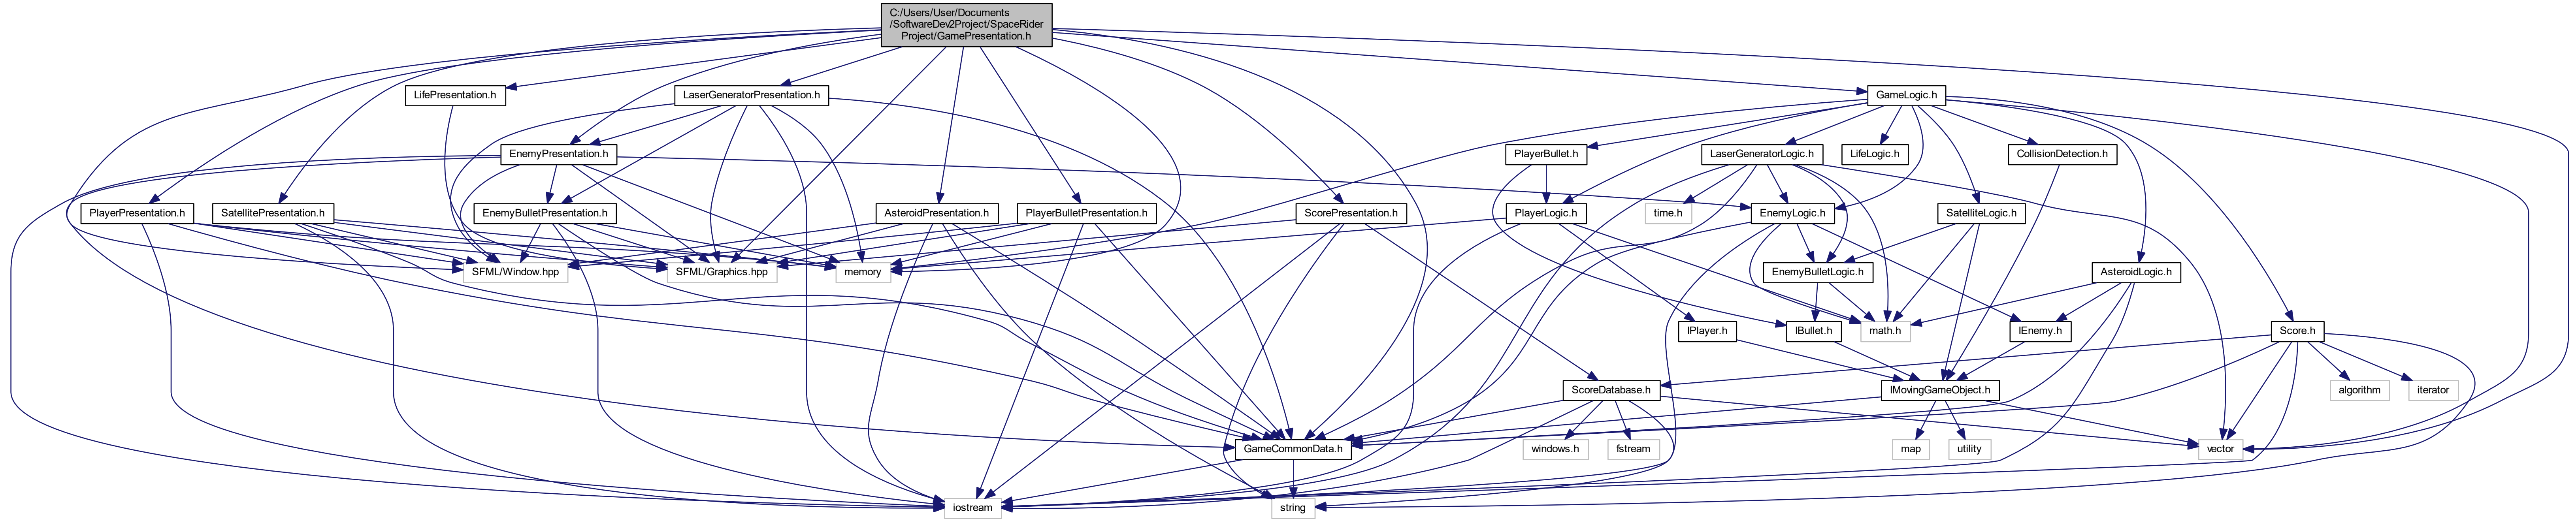 C:/Users/User/Documents
/SoftwareDev2Project/SpaceRider
Project/GamePresentation.h
LifePresentation.h
LaserGeneratorPresentation.h
GameLogic.h
EnemyPresentation.h
PlayerBullet.h
LaserGeneratorLogic.h
LifeLogic.h
CollisionDetection.h
PlayerPresentation.h
SatellitePresentation.h
EnemyBulletPresentation.h
AsteroidPresentation.h
PlayerBulletPresentation.h
ScorePresentation.h
PlayerLogic.h
time.h
EnemyLogic.h
SatelliteLogic.h
SFML/Window.hpp
SFML/Graphics.hpp
memory
EnemyBulletLogic.h
AsteroidLogic.h
IPlayer.h
IBullet.h
math.h
IEnemy.h
Score.h
ScoreDatabase.h
IMovingGameObject.h
algorithm
iterator
GameCommonData.h
windows.h
fstream
map
utility
vector
iostream
string